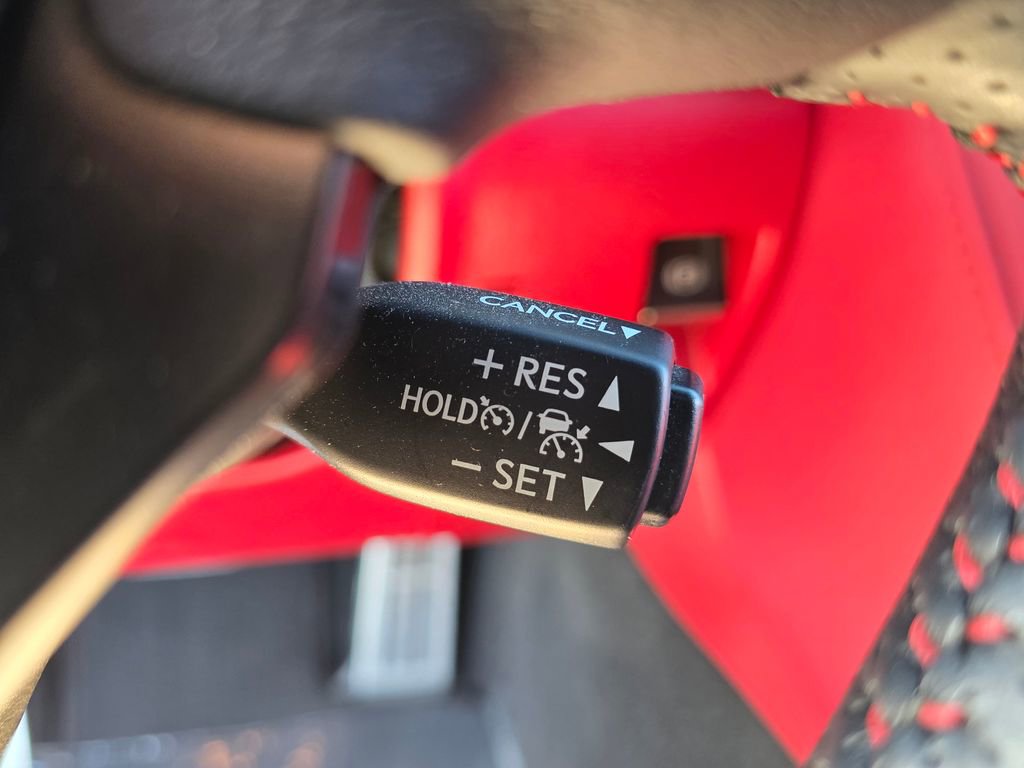 CANCEL▼
+ RES ▲
HOLD / ◀
− SET ▼